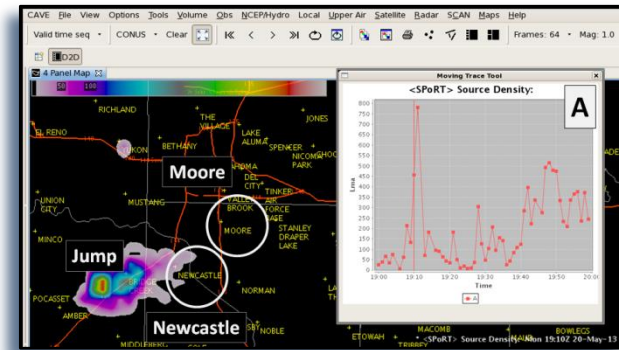 CAVE File View Options Tools Volume Obs NCEP/Hydro Local Upper Air Satellite Radar SCAN Maps Help
Valid time seq CONUS Clear Frames: 64 Mag: 1.0
D2D
4 Panel Map
50 100
Moving Trace Tool
<SPoRT> Source Density:
A
Lma
800
750
700
650
600
550
500
450
400
350
300
250
200
150
100
50
0
19:00 19:10 19:20 19:30 19:40 19:50 20:00
Time
A
RICHLAND
JONES
THE VILLAGE
EL RENO
BETHANY
LAKE ALUMA
SPENCER
NICOMA PARK
YUKON
Moore
DEL CITY
TINKER AIR FORCE BASE
UNION CITY
MUSTANG
VALLEY BROOK
STANLEY DRAPER LAKE
MOORE
MINCO
Jump
NEWCASTLE
BRIDGE CREEK
NORMAN
POCASSET
AMBER
Newcastle
NOBLE
MIDDLEBERG
COLE
ETOWAH
MACOMB
TRIBBEY
BOWLEGS
<SPoRT> Source Density: Mon 19:10Z 20-May-13